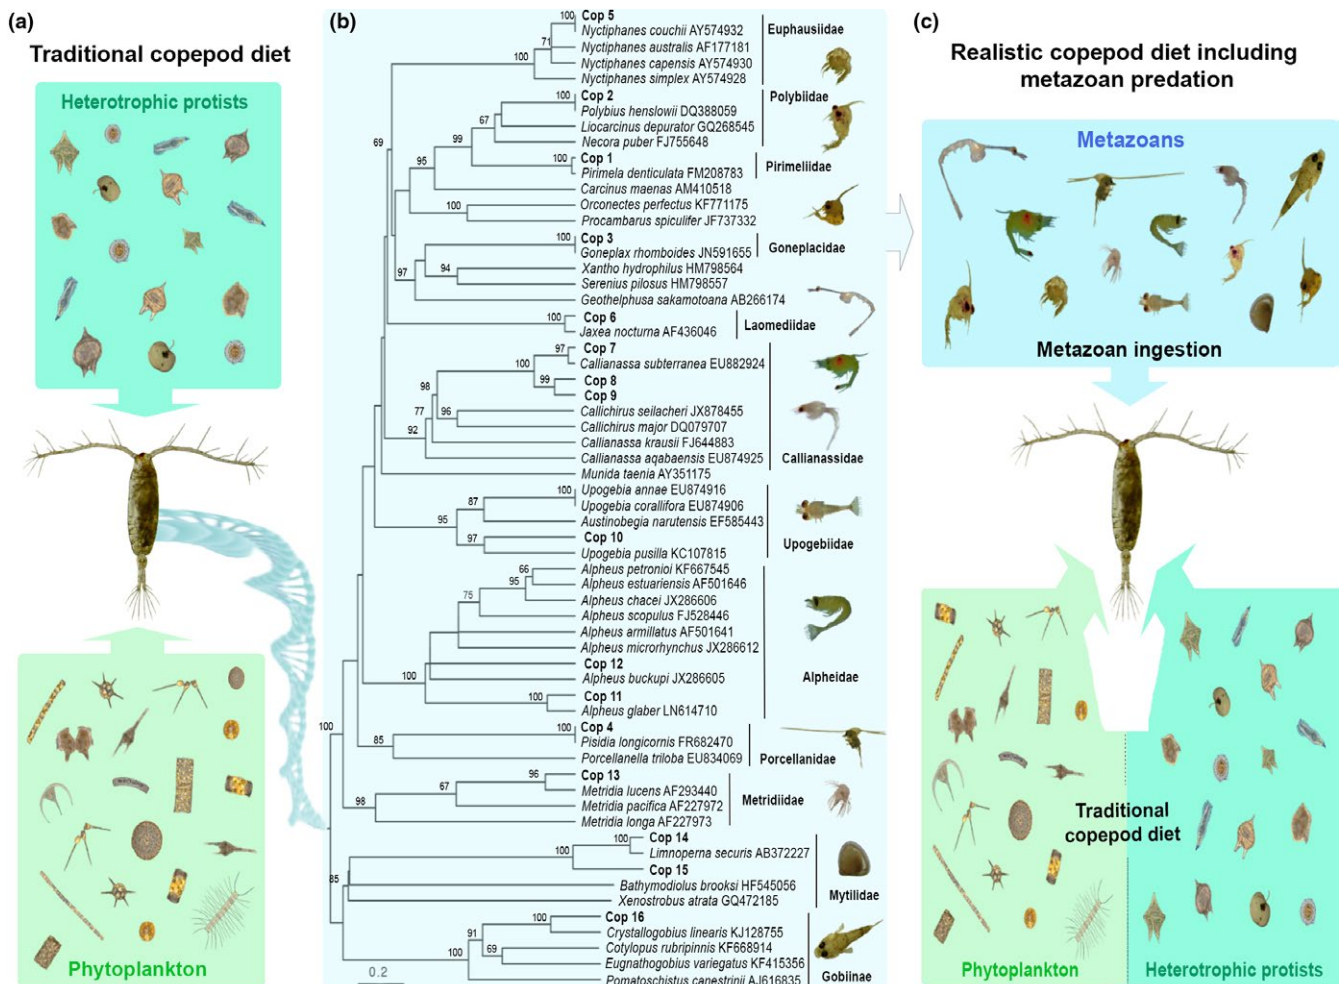 (a)
Traditional copepod diet
Heterotrophic protists
Phytoplankton
(b)
100
Cop 5
Nyctiphanes couchii AY574932
71
Nyctiphanes australis AF177181
100
Nyctiphanes capensis AY574930
Nyctiphanes simplex AY574928
Euphausiidae
69
100
Cop 2
Polybius henslowii DQ388059
67
Liocarcinus depurator GQ268545
99
Necora puber FJ755648
Polybiidae
95
100
Cop 1
Pirimela denticulata FM208783
Pirimeliidae
Carcinus maenas AM410518
Orconectes perfectus KF771175
100
Procambarus spiculifer JF737332
100
Cop 3
Goneplax rhomboides JN591655
Goneplacidae
97
94
Xantho hydrophilus HM798564
Serenius pilosus HM798557
Geothelphusa sakamotoana AB266174
100
Cop 6
Jaxea nocturna AF436046
Laomediidae
97
Cop 7
Callianassa subterranea EU882924
100
99
Cop 8
Cop 9
98
96
Callichirus seilacheri JX878455
77
Callichirus major DQ079707
92
Callianassa krausii FJ644883
Callianassa aqabaensis EU874925
Callianassidae
Munida taenia AY351175
100
Upogebia annae EU874916
87
Upogebia corallifera EU874906
95
Austinobegia narutensis EF585443
97
Cop 10
Upogebia pusilla KC107815
Upogebiidae
66
Alpheus petronioi KF667545
95
Alpheus estuariensis AF501646
75
Alpheus chacei JX286606
Alpheus scopulus FJ528446
Alpheus armillatus AF501641
Alpheus microrhynchus JX286612
100
Cop 12
Alpheus buckupi JX286605
100
Cop 11
Alpheus glaber LN614710
Alpheidae
100
100
Cop 4
Pisidia longicornis FR682470
85
Porcellanella triloba EU834069
Porcellanidae
96
Cop 13
67
Metridia lucens AF293440
98
Metridia pacifica AF227972
Metridia longa AF227973
Metridiidae
100
Cop 14
100
Limnoperna securis AB372227
Cop 15
85
Bathymodiolus brooksi HF545056
Xenostrobus atrata GQ472185
Mytilidae
100
Cop 16
91
Crystallogobius linearis KJ128755
69
Cotylopus rubripinnis KF668914
100
Eugnathogobius variegatus KF415356
Pomatoschistus canestrinii AJ616835
Gobiinae
0.2
(c)
Realistic copepod diet including
metazoan predation
Metazoans
Metazoan ingestion
Traditional
copepod diet
Phytoplankton
Heterotrophic protists